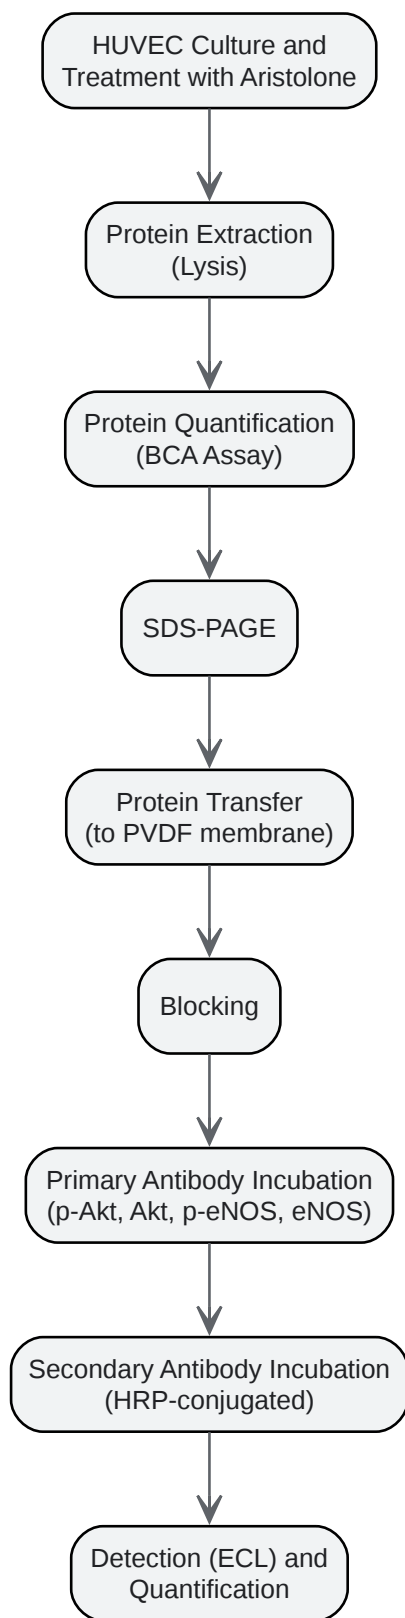 HUVEC Culture and
Treatment with Aristolone
Protein Extraction
(Lysis)
Protein Quantification
(BCA Assay)
SDS-PAGE
Protein Transfer
(to PVDF membrane)
Blocking
Primary Antibody Incubation
(p-Akt, Akt, p-eNOS, eNOS)
Secondary Antibody Incubation
(HRP-conjugated)
Detection (ECL) and
Quantification